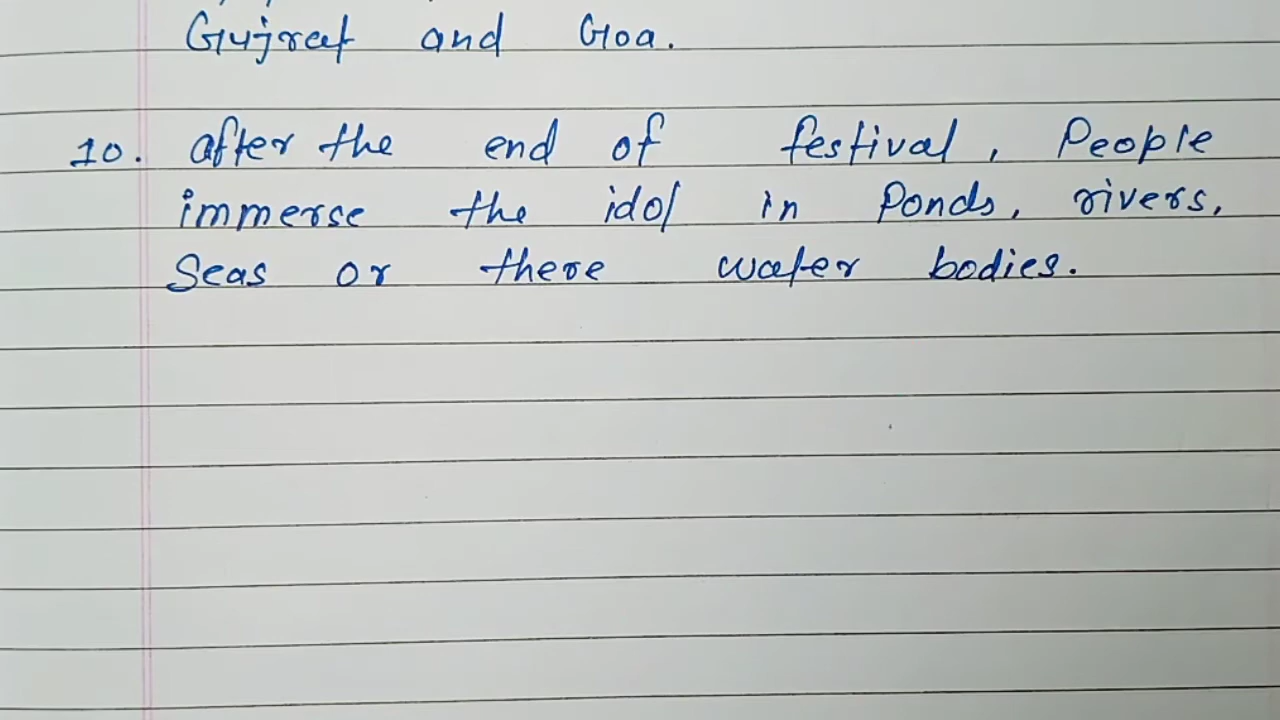 Gujrat and Goa.
10. after the end of festival, People
immerse the idol in Ponds, rivers,
Seas or there water bodies.